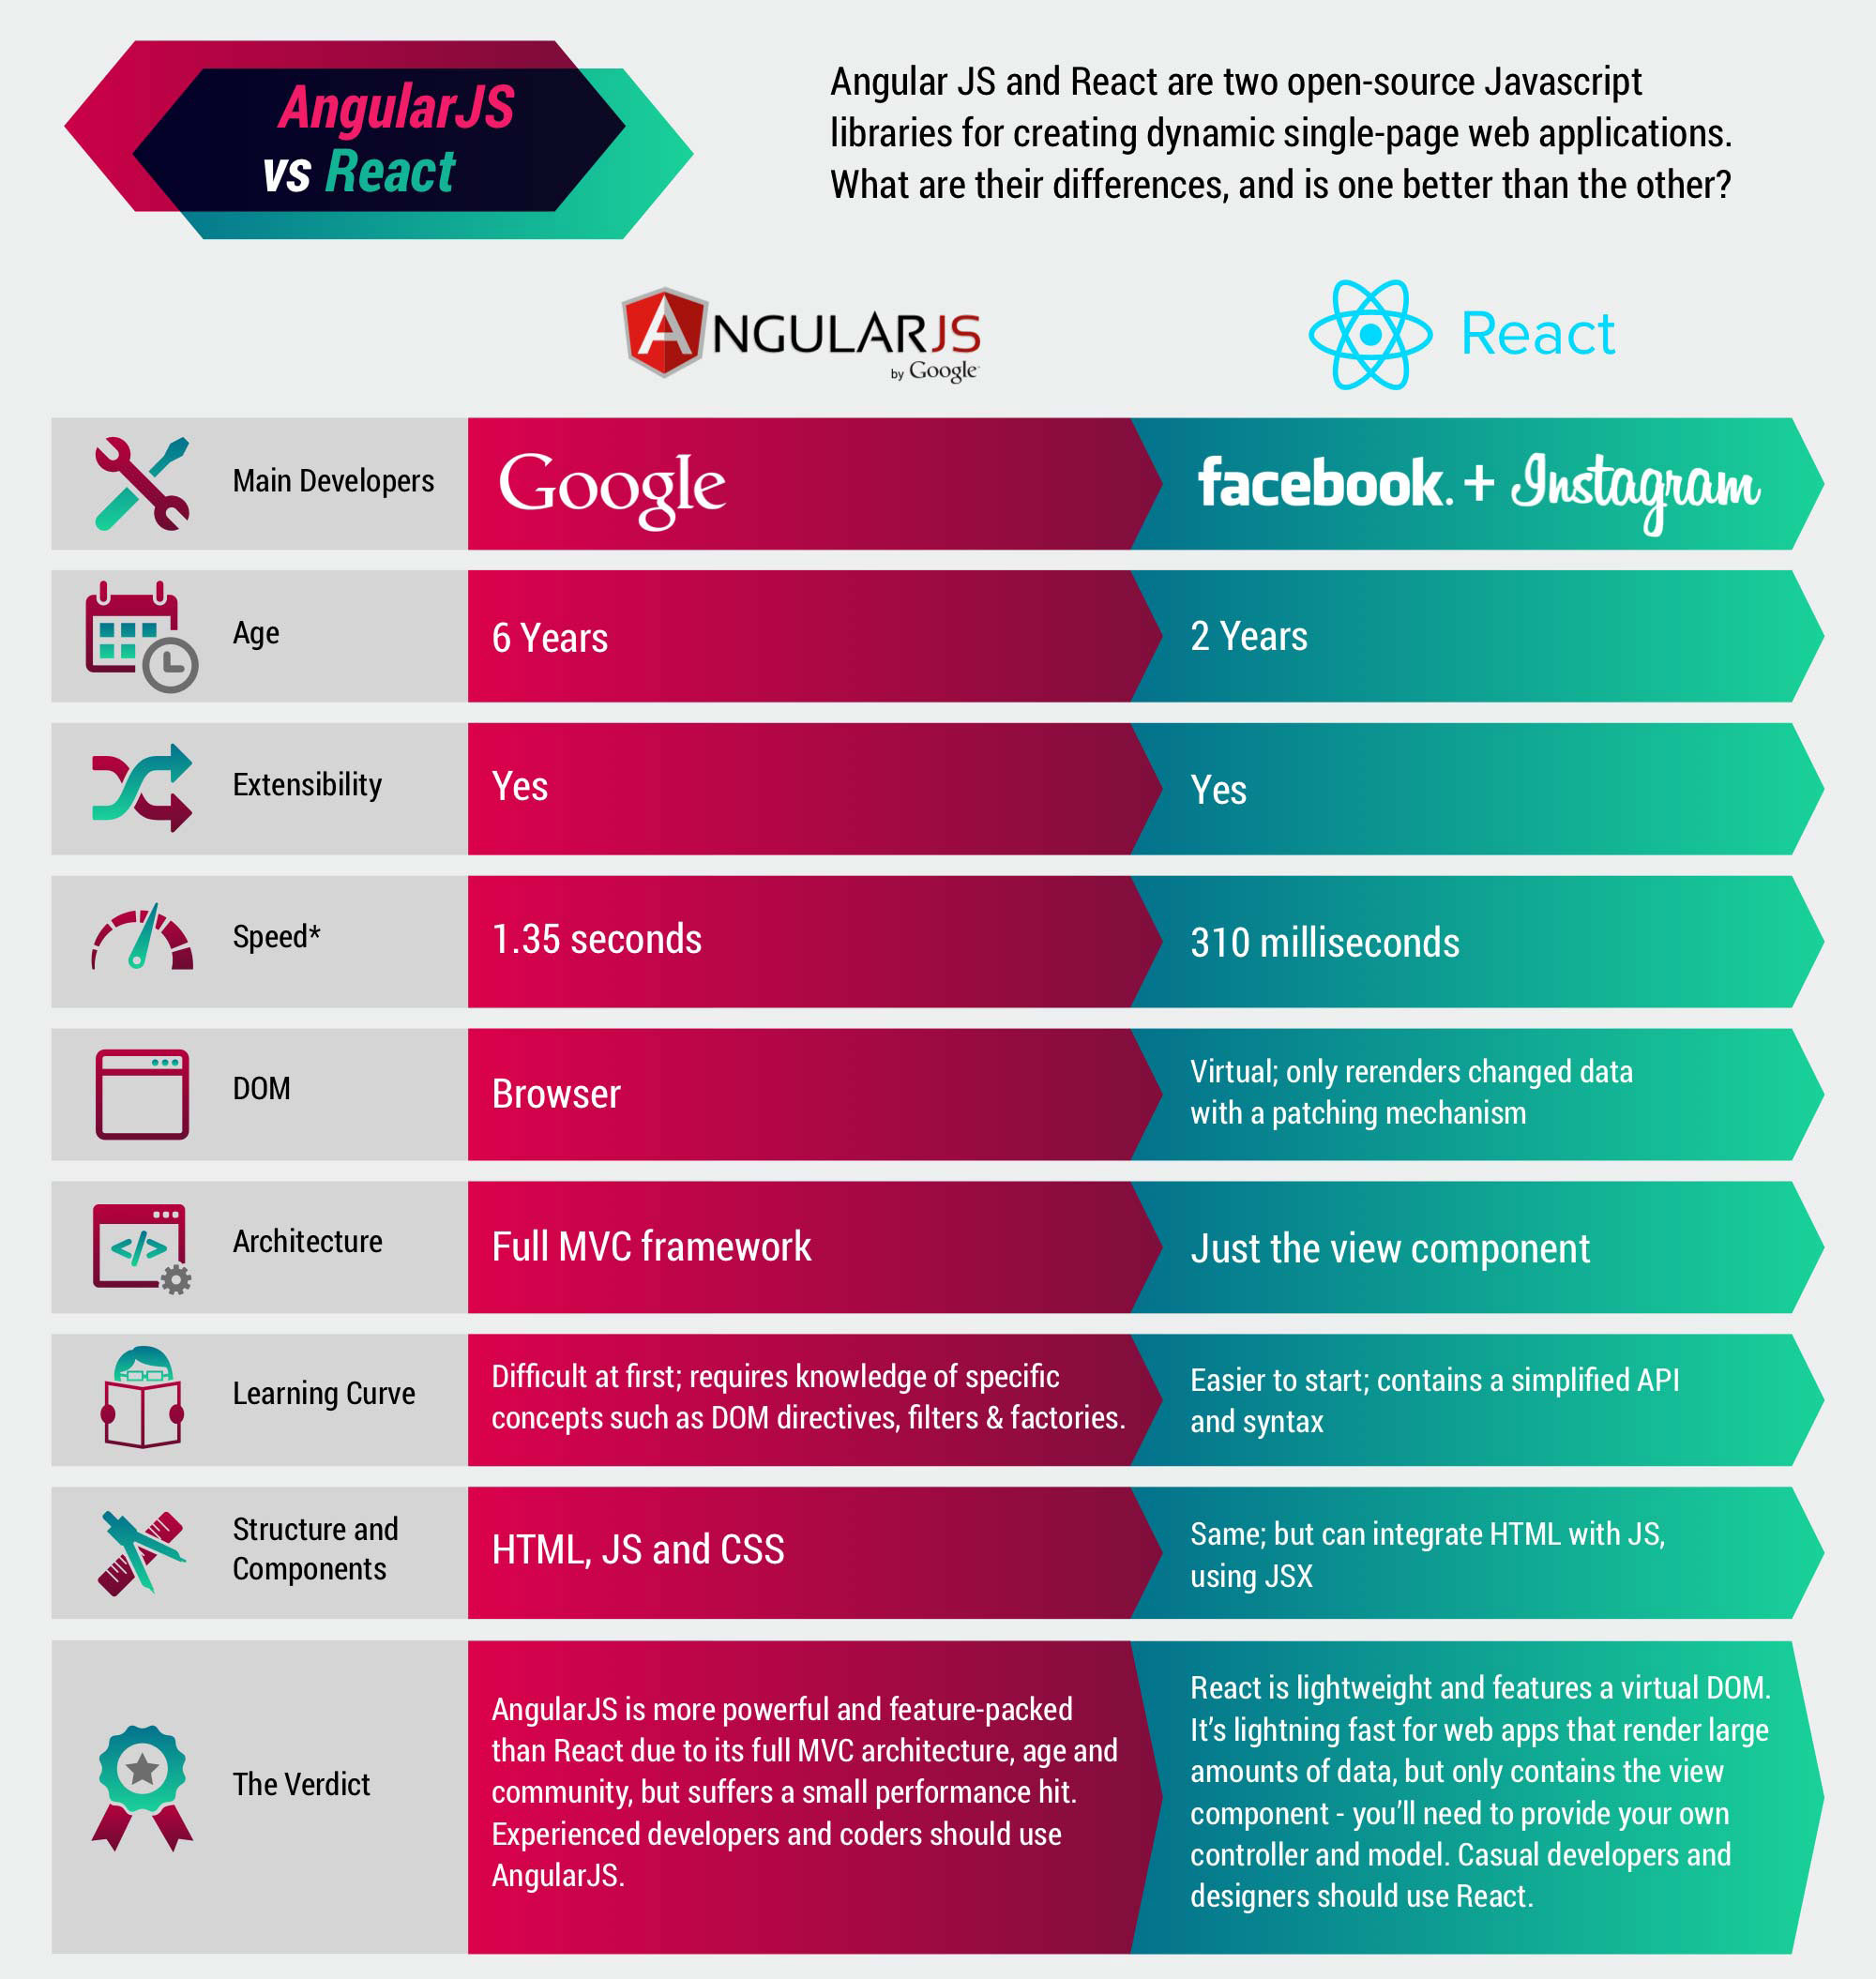 AngularJS
vs React
Angular JS and React are two open-source Javascript
libraries for creating dynamic single-page web applications.
What are their differences, and is one better than the other?
ANGULARJS
by Google
React
Main Developers
Google
facebook. + Instagram
Age
6 Years
2 Years
Extensibility
Yes
Yes
Speed*
1.35 seconds
310 milliseconds
DOM
Browser
Virtual; only rerenders changed data
with a patching mechanism
</>
Architecture
Full MVC framework
Just the view component
Learning Curve
Difficult at first; requires knowledge of specific
concepts such as DOM directives, filters & factories.
Easier to start; contains a simplified API
and syntax
Structure and
Components
HTML, JS and CSS
Same; but can integrate HTML with JS,
using JSX
The Verdict
AngularJS is more powerful and feature-packed
than React due to its full MVC architecture, age and
community, but suffers a small performance hit.
Experienced developers and coders should use
AngularJS.
React is lightweight and features a virtual DOM.
It's lightning fast for web apps that render large
amounts of data, but only contains the view
component - you'll need to provide your own
controller and model. Casual developers and
designers should use React.